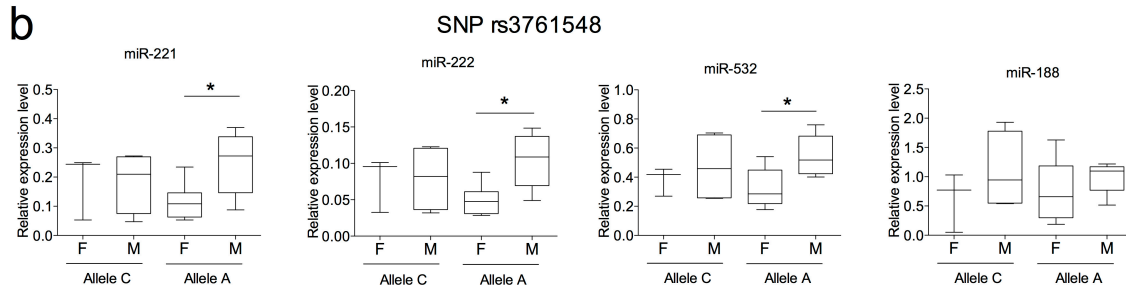 b
SNP rs3761548
miR-221
Relative expression level
0.5
0.4
0.3
0.2
0.1
0.0
*
F M F M
Allele C Allele A
miR-222
Relative expression level
0.20
0.15
0.10
0.05
0.00
*
F M F M
Allele C Allele A
miR-532
Relative expression level
1.0
0.8
0.6
0.4
0.2
0.0
*
F M F M
Allele C Allele A
miR-188
Relative expression level
2.5
2.0
1.5
1.0
0.5
0.0
F M F M
Allele C Allele A